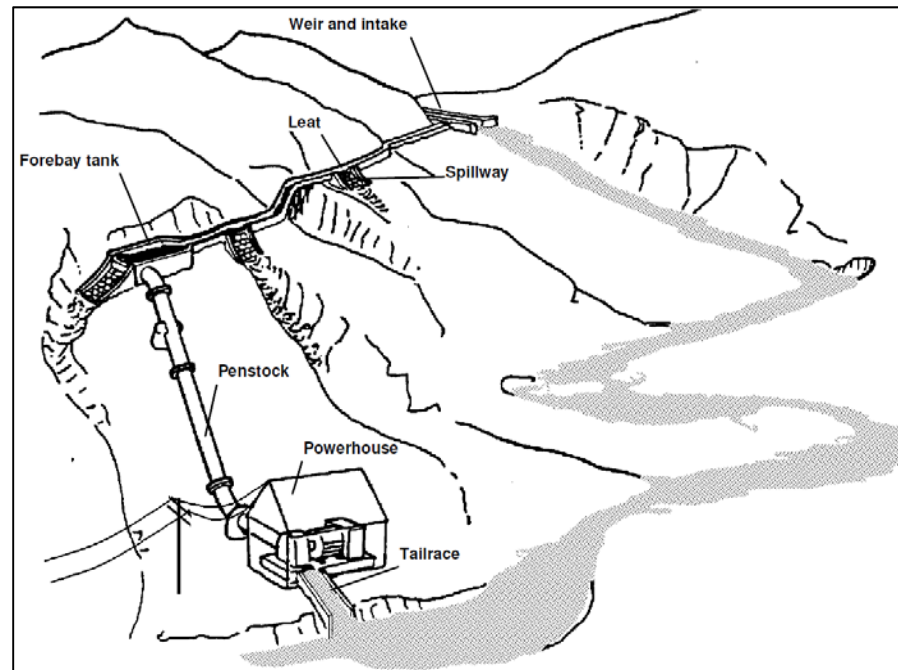 Weir and intake
Leat
Forebay tank
Spillway
Penstock
Powerhouse
Tailrace